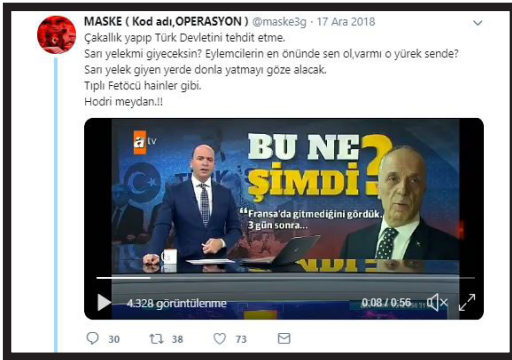 MASKE ( Kod adı,OPERASYON ) @maske3g · 17 Ara 2018
Çakallık yapıp Türk Devletini tehdit etme.
Sarı yelekmi giyeceksin? Eylemcilerin en önünde sen ol,varmı o yürek sende?
Sarı yelek giyen yerde donla yatmayı göze alacak.
Tıpli Fetöcü hainler gibi.
Hodri meydan.!!
atv
BU NE
ŞİMDİ?
“Fransa'da gitmediğini gördük,
3 gün sonra...
4.328 görüntülenme
0:08 / 0:56
30
38
73